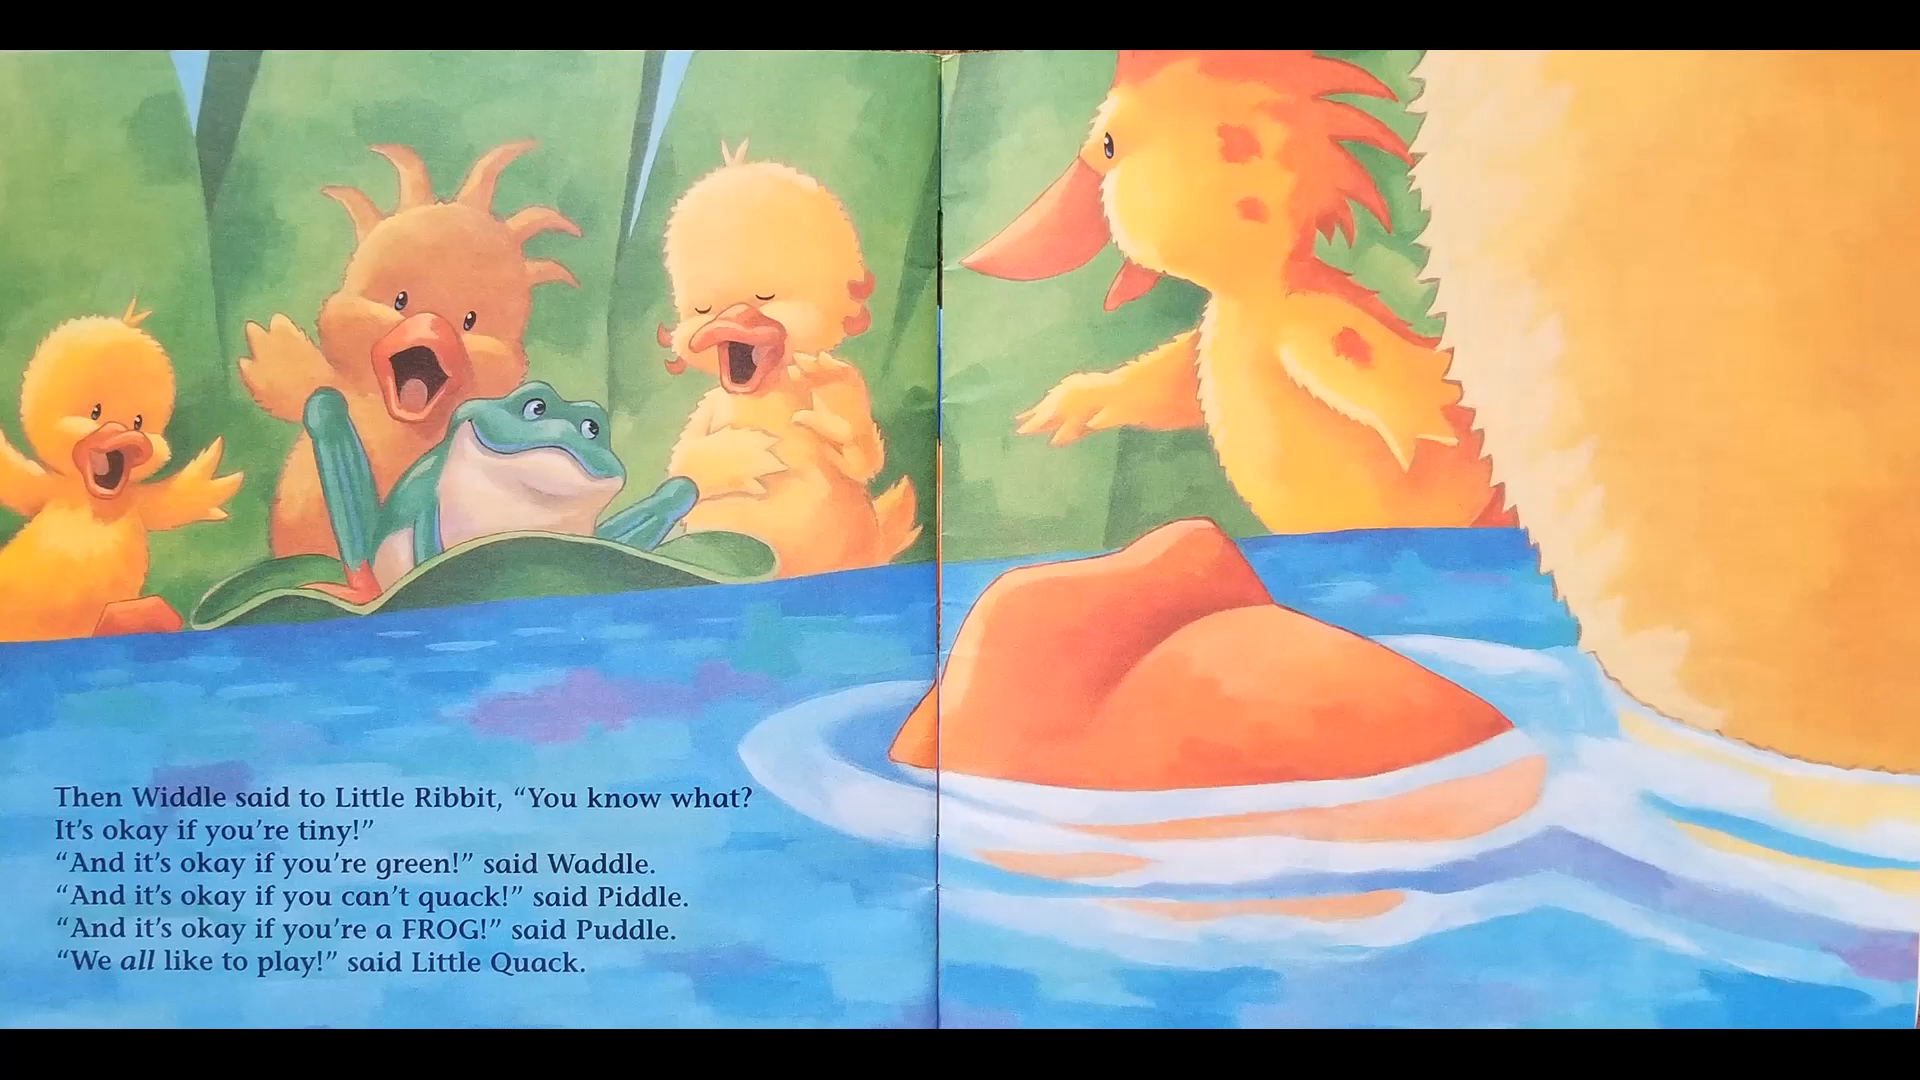 Then Widdle said to Little Ribbit, “You know what?
It’s okay if you’re tiny!”
“And it’s okay if you’re green!” said Waddle.
“And it’s okay if you can’t quack!” said Piddle.
“And it’s okay if you’re a FROG!” said Puddle.
“We all like to play!” said Little Quack.